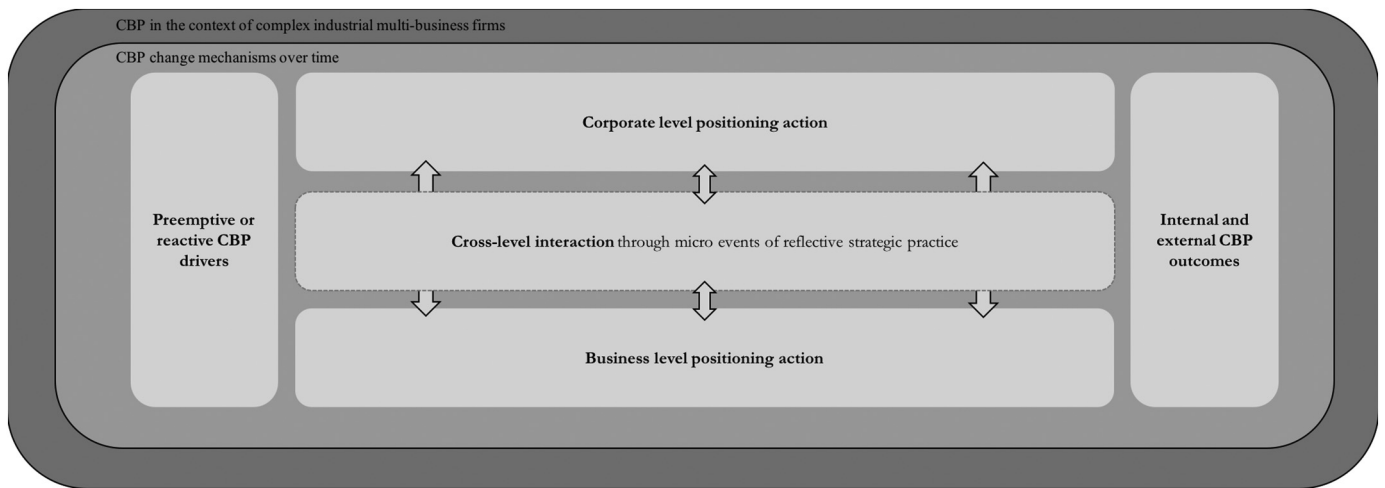 CBP in the context of complex industrial multi-business firms
CBP change mechanisms over time
Corporate level positioning action
Preemptive or
reactive CBP
drivers
Cross-level interaction through micro events of reflective strategic practice
Internal and
external CBP
outcomes
Business level positioning action